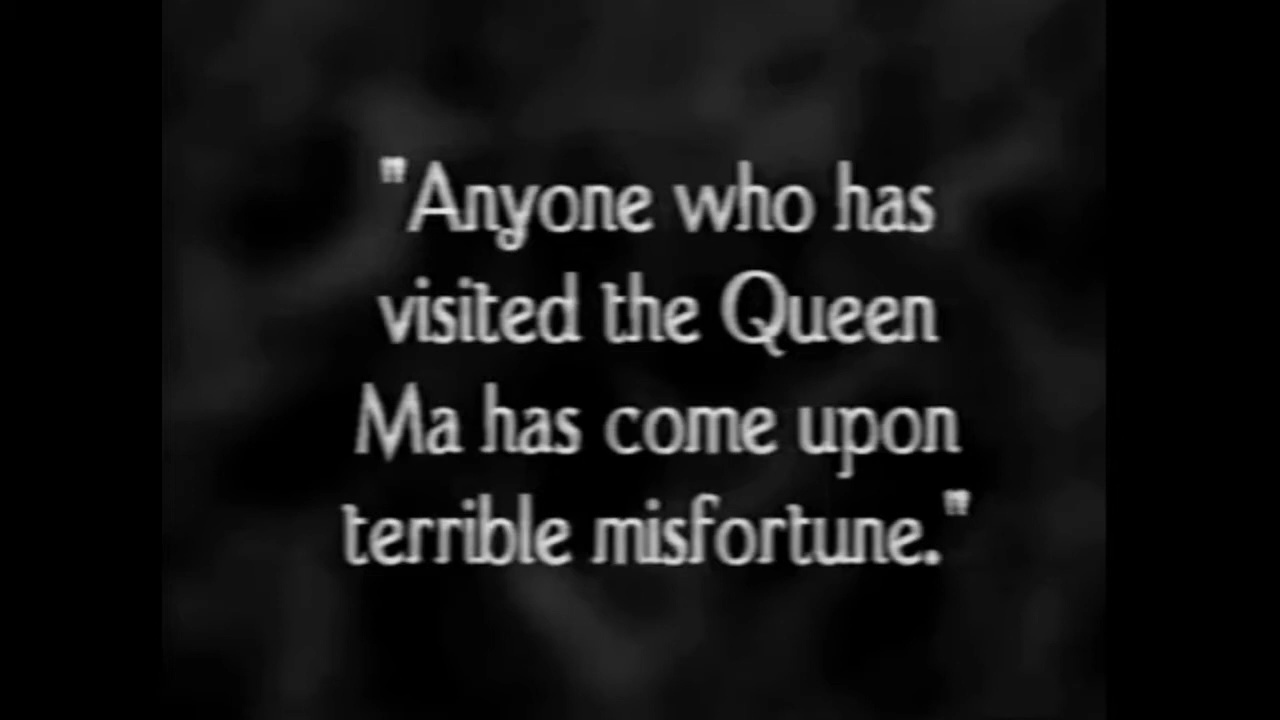 "Anyone who has
visited the Queen
Ma has come upon
terrible misfortune."